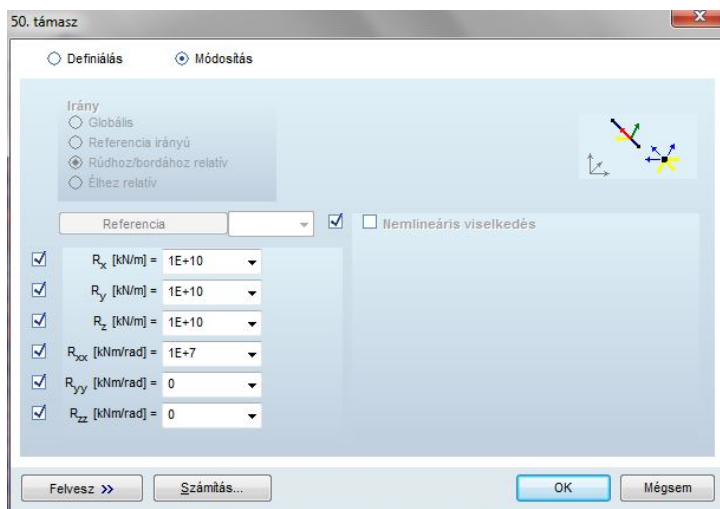 50. támasz
Definiálás
Módosítás
Irány
Globális
Referencia irányú
Rúdhoz/bordához relatív
Élhez relatív
Referencia
Nemlineáris viselkedés
Rx [kN/m] = 1E+10
Ry [kN/m] = 1E+10
Rz [kN/m] = 1E+10
Rxx [kNm/rad] = 1E+7
Ryy [kNm/rad] = 0
Rzz [kNm/rad] = 0
Felvesz >>
Számítás...
OK
Mégsem